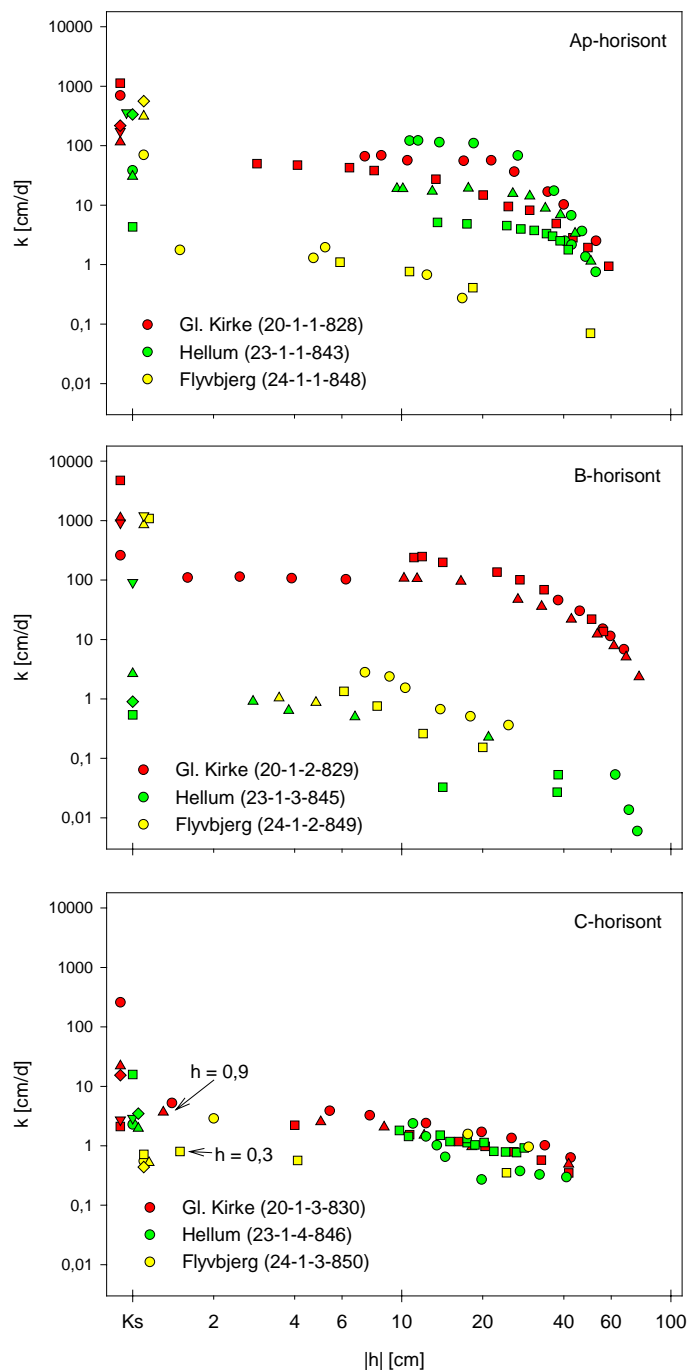 Ap-horisont
10000
1000
100
10
1
0,1
0,01
k [cm/d]
Gl. Kirke (20-1-1-828)
Hellum (23-1-1-843)
Flyvbjerg (24-1-1-848)
B-horisont
10000
1000
100
10
1
0,1
0,01
k [cm/d]
Gl. Kirke (20-1-2-829)
Hellum (23-1-3-845)
Flyvbjerg (24-1-2-849)
C-horisont
10000
1000
100
10
1
0,1
0,01
k [cm/d]
h = 0,9
h = 0,3
Gl. Kirke (20-1-3-830)
Hellum (23-1-4-846)
Flyvbjerg (24-1-3-850)
Ks 2 4 6 10 20 40 60 100
|h| [cm]